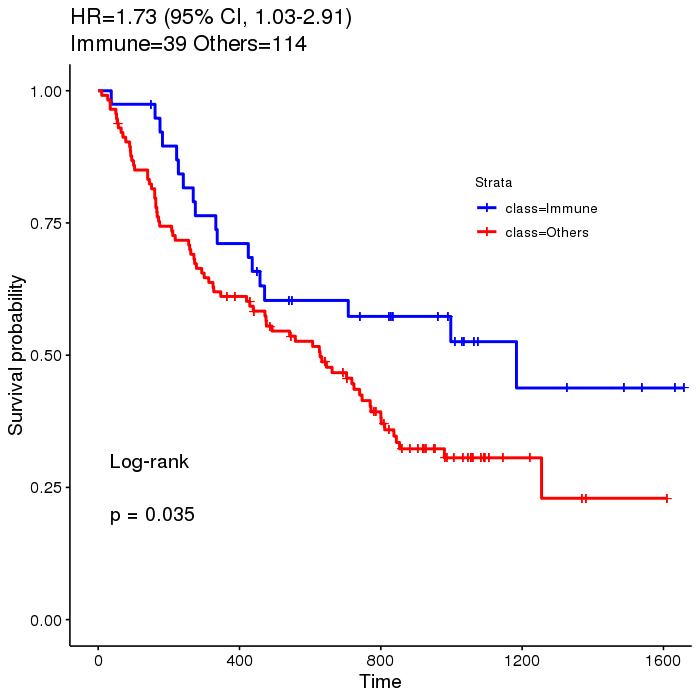 HR=1.73 (95% CI, 1.03-2.91)
Immune=39 Others=114
1.00
0.75
0.50
0.25
0.00
Survival probability
Strata
class=Immune
class=Others
Log-rank
p = 0.035
0 400 800 1200 1600
Time